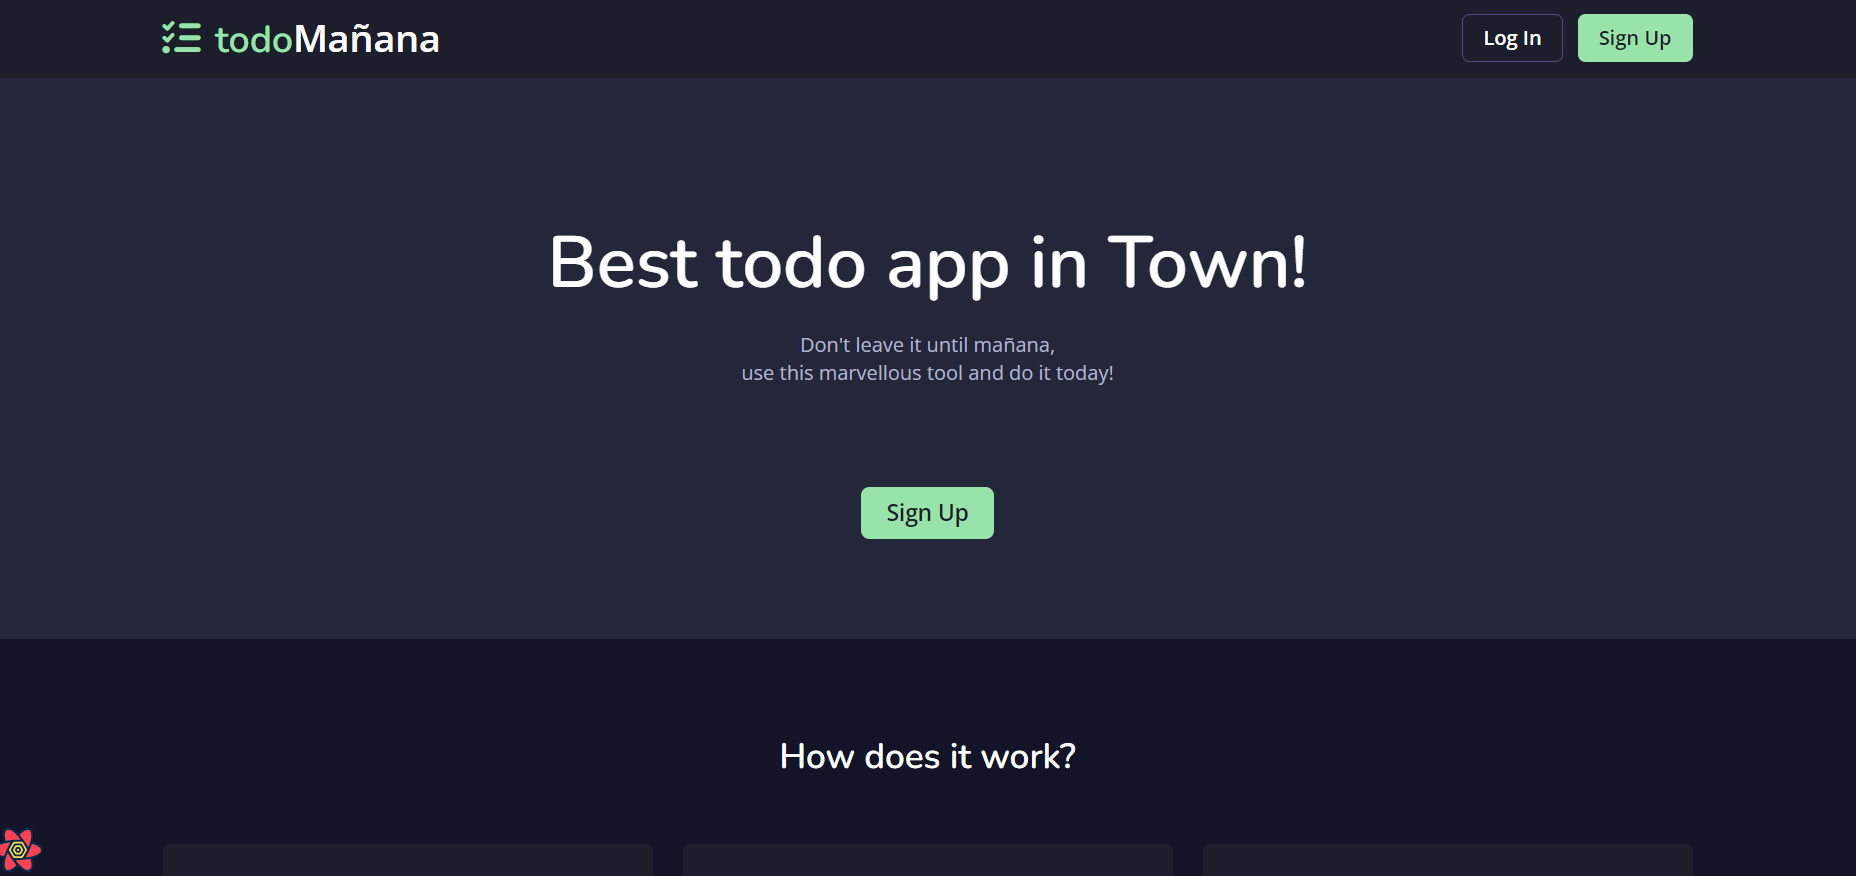 todoMañana
Log In
Sign Up
Best todo app in Town!
Don't leave it until mañana,
use this marvellous tool and do it today!
Sign Up
How does it work?